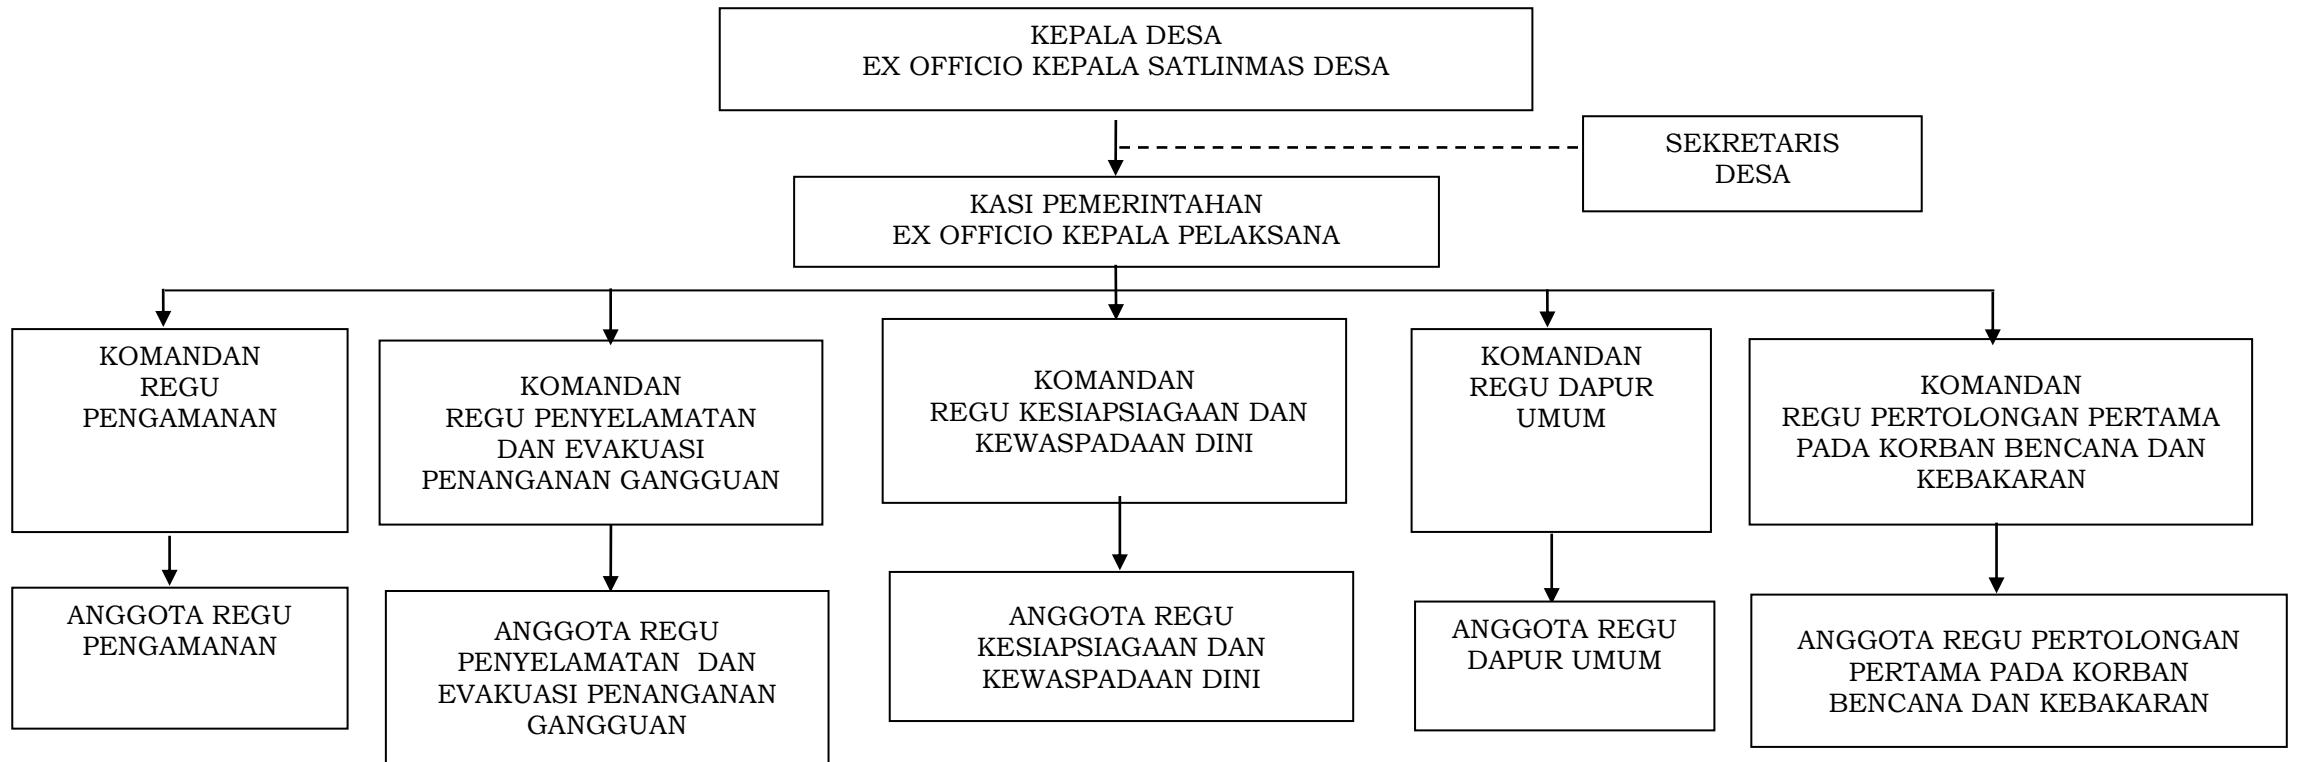 KEPALA DESA
EX OFFICIO KEPALA SATLINMAS DESA
SEKRETARIS
DESA
KASI PEMERINTAHAN
EX OFFICIO KEPALA PELAKSANA
KOMANDAN
REGU
PENGAMANAN
KOMANDAN
REGU PENYELAMATAN
DAN EVAKUASI
PENANGANAN GANGGUAN
KOMANDAN
REGU KESIAPSIAGAAN DAN
KEWASPADAAN DINI
KOMANDAN
REGU DAPUR
UMUM
KOMANDAN
REGU PERTOLONGAN PERTAMA
PADA KORBAN BENCANA DAN
KEBAKARAN
ANGGOTA REGU
PENGAMANAN
ANGGOTA REGU
PENYELAMATAN  DAN
EVAKUASI PENANGANAN
GANGGUAN
ANGGOTA REGU
KESIAPSIAGAAN DAN
KEWASPADAAN DINI
ANGGOTA REGU
DAPUR UMUM
ANGGOTA REGU PERTOLONGAN
PERTAMA PADA KORBAN
BENCANA DAN KEBAKARAN